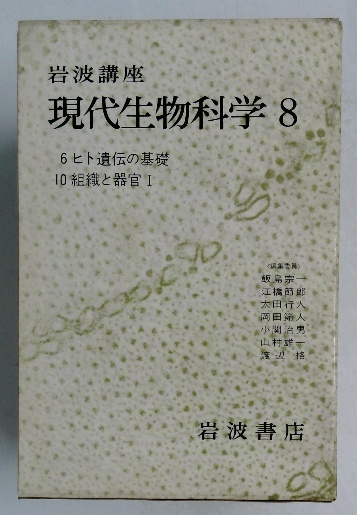 岩波講座
現代生物科学 8
6 ヒト遺伝の基礎
10 組織と器官 I
〈編集委員〉
飯島宗一
江橋節郎
太田行人
岡田節人
小関治男
山村雄一
渡辺格
岩波書店